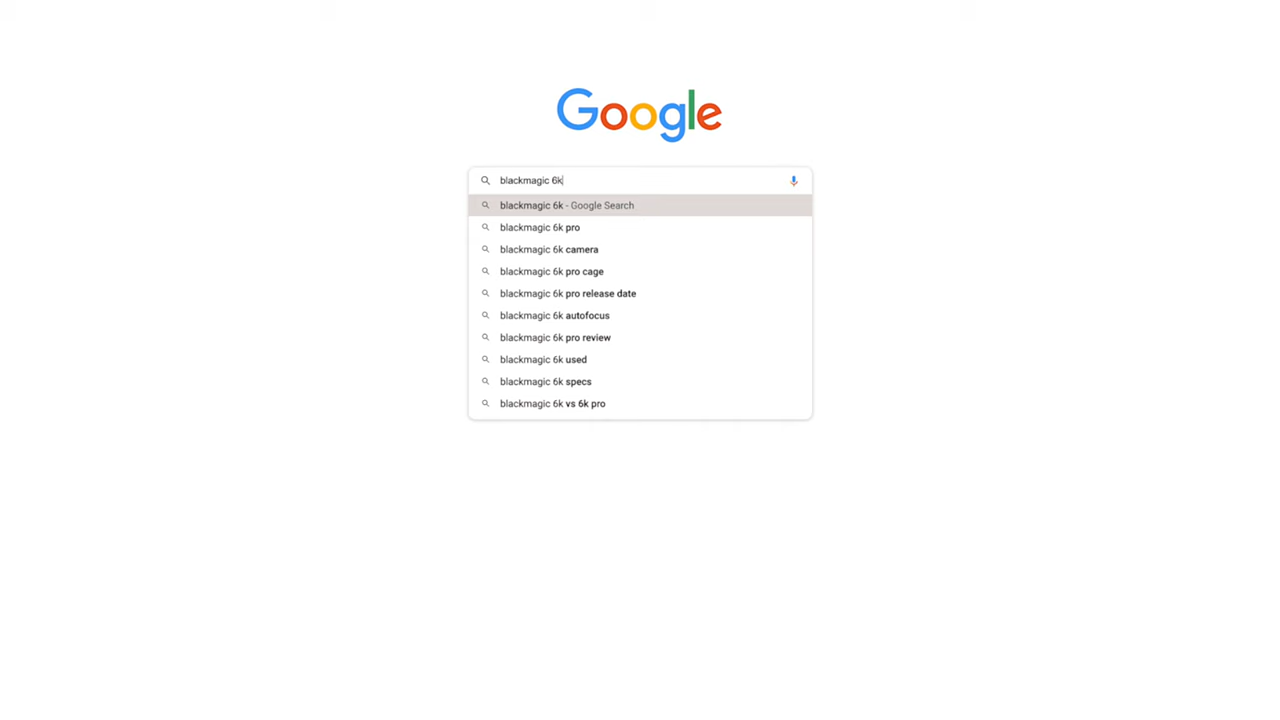 Google
blackmagic 6k
blackmagic 6k - Google Search
blackmagic 6k pro
blackmagic 6k camera
blackmagic 6k pro cage
blackmagic 6k pro release date
blackmagic 6k autofocus
blackmagic 6k pro review
blackmagic 6k used
blackmagic 6k specs
blackmagic 6k vs 6k pro